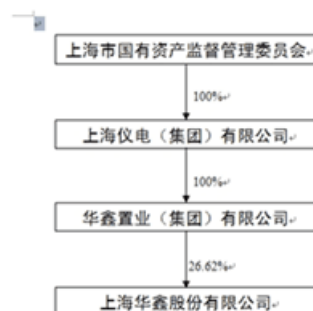 上海市国有资产监督管理委员会
100%
上海仪电（集团）有限公司
100%
华鑫置业（集团）有限公司
26.62%
上海华鑫股份有限公司